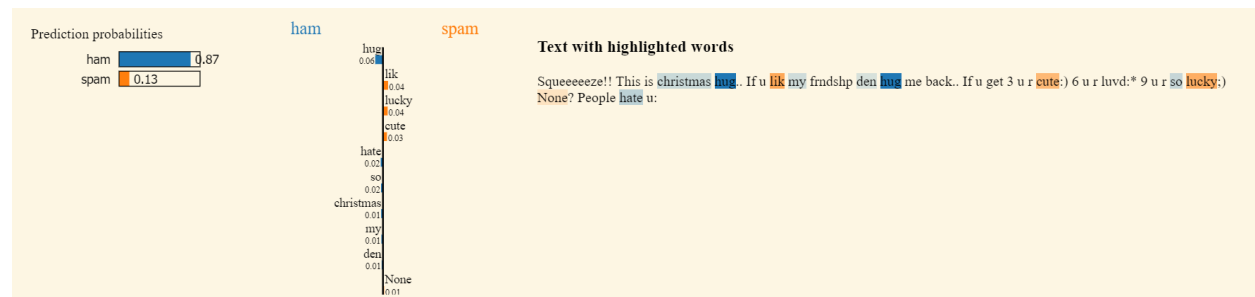 Prediction probabilities
ham 0.87
spam 0.13
ham spam
hug
0.06
lik
0.04
lucky
0.04
cute
0.03
hate
0.02
so
0.02
christmas
0.01
my
0.01
den
0.01
None
0.01
Text with highlighted words
Squeeeeeze!! This is christmas hug.. If u lik my frndshp den hug me back.. If u get 3 u r cute:) 6 u r luvd:* 9 u r so lucky;)
None? People hate u: